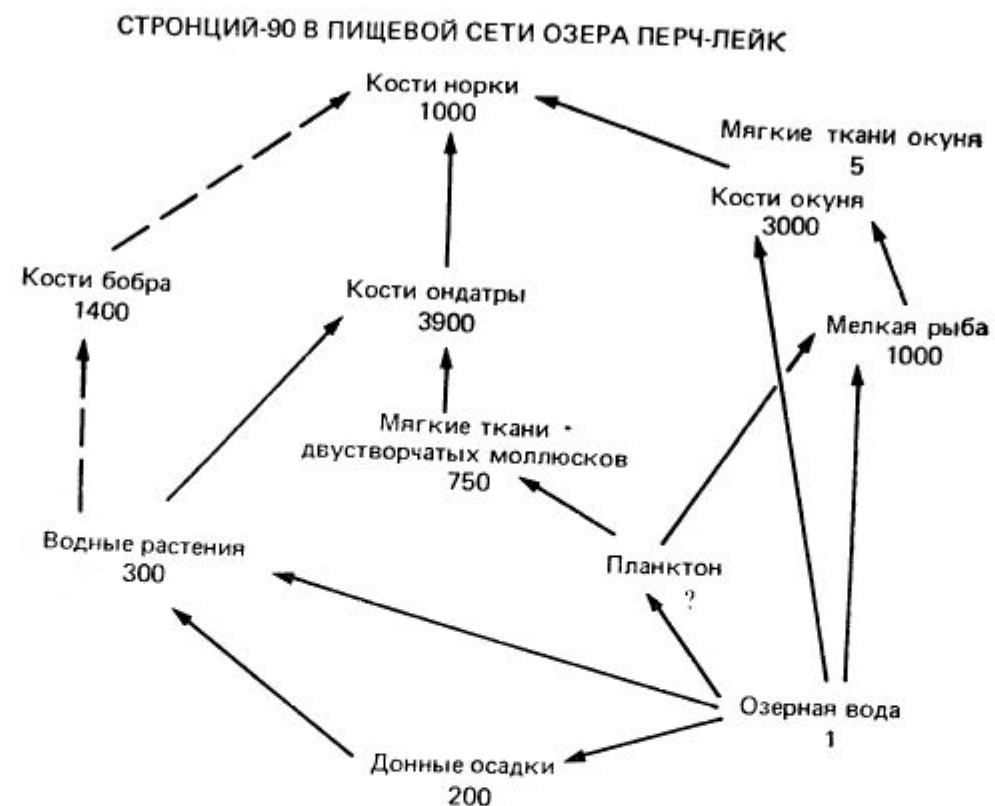 СТРОНЦИЙ-90 В ПИЩЕВОЙ СЕТИ ОЗЕРА ПЕРЧ-ЛЕЙК
Кости норки
1000
Мягкие ткани окуня
5
Кости окуня
3000
Кости бобра
1400
Кости ондатры
3900
Мелкая рыба
1000
Мягкие ткани
двустворчатых моллюсков
750
Водные растения
300
Планктон
?
Озерная вода
1
Донные осадки
200